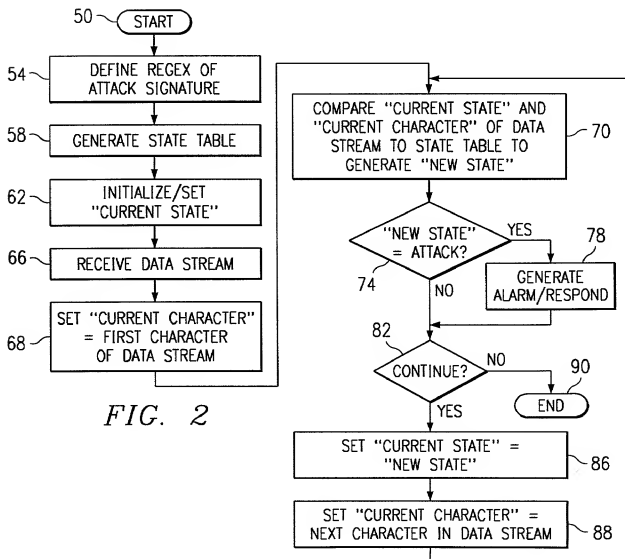 50
START
54
DEFINE REGEX OF
ATTACK SIGNATURE
58
GENERATE STATE TABLE
62
INITIALIZE/SET
"CURRENT STATE"
66
RECEIVE DATA STREAM
68
SET "CURRENT CHARACTER"
= FIRST CHARACTER
OF DATA STREAM
FIG. 2
COMPARE "CURRENT STATE" AND
"CURRENT CHARACTER" OF DATA
STREAM TO STATE TABLE TO
GENERATE "NEW STATE"
70
"NEW STATE"
= ATTACK?
YES
74
NO
78
GENERATE
ALARM/RESPOND
82
CONTINUE?
NO
90
END
YES
SET "CURRENT STATE" =
"NEW STATE"
86
SET "CURRENT CHARACTER" =
NEXT CHARACTER IN DATA STREAM
88